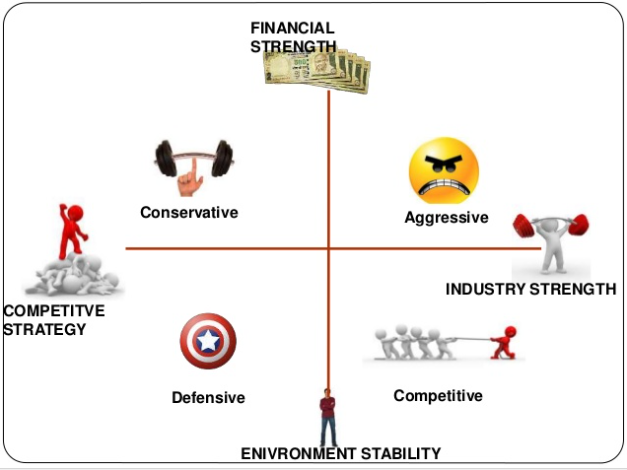 FINANCIAL
STRENGTH
Conservative
Aggressive
INDUSTRY STRENGTH
COMPETITVE
STRATEGY
Defensive
Competitive
ENIVRONMENT STABILITY